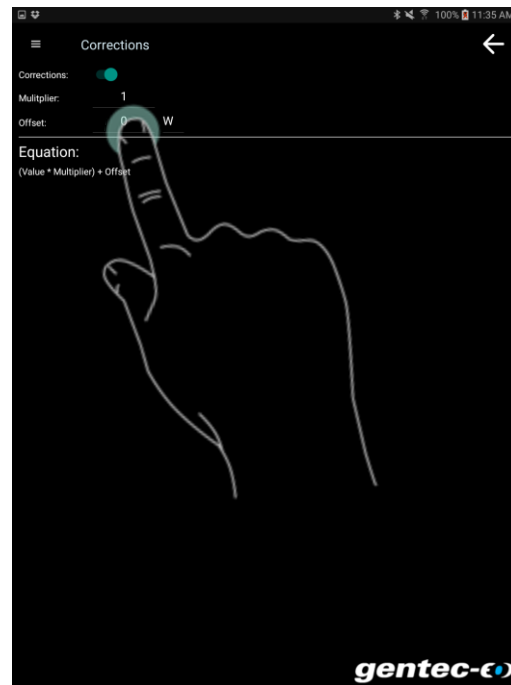 100% 11:35 AM
Corrections
Corrections:
Mulitplier: 1
Offset: 0 W
Equation:
(Value * Multiplier) + Offset
gentec-eo